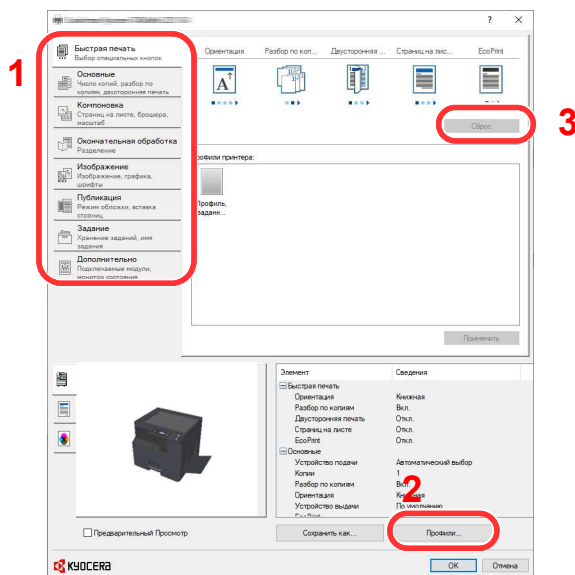 ? ×
1
Быстрая печать
Выбор специальных кнопок
Основные
Число копий, разбор по
копиям, двусторонняя печать
Компоновка
Страниц на листе, брошюра,
масштаб
Окончательная обработка
Разделение
Изображение
Изображение, графика,
шрифты
Публикация
Режим обложки, вставка
страниц
Задание
Хранение заданий, имя
задания
Дополнительно
Подключаемые модули,
монитор состояния
Ориентация Разбор по коп... Двусторонняя ... Страниц на лис... EcoPrint
A
3
Сброс
рофили принтера:
Профиль,
заданн...
Применить
Элемент Сведения
Быстрая печать
Ориентация Книжная
Разбор по копиям Вкл.
Двусторонняя печать Откл.
Страниц на листе Откл.
EcoPrint Откл.
Основные
Устройство подачи Автоматический выбор
Копии 1
Разбор по копиям Вкл.
Ориентация Книжная
Устройство выдачи По умолчанию
EcoPrint
2
Предварительный Просмотр
Сохранить как... Профили...
KYOCERA
OK Отмена